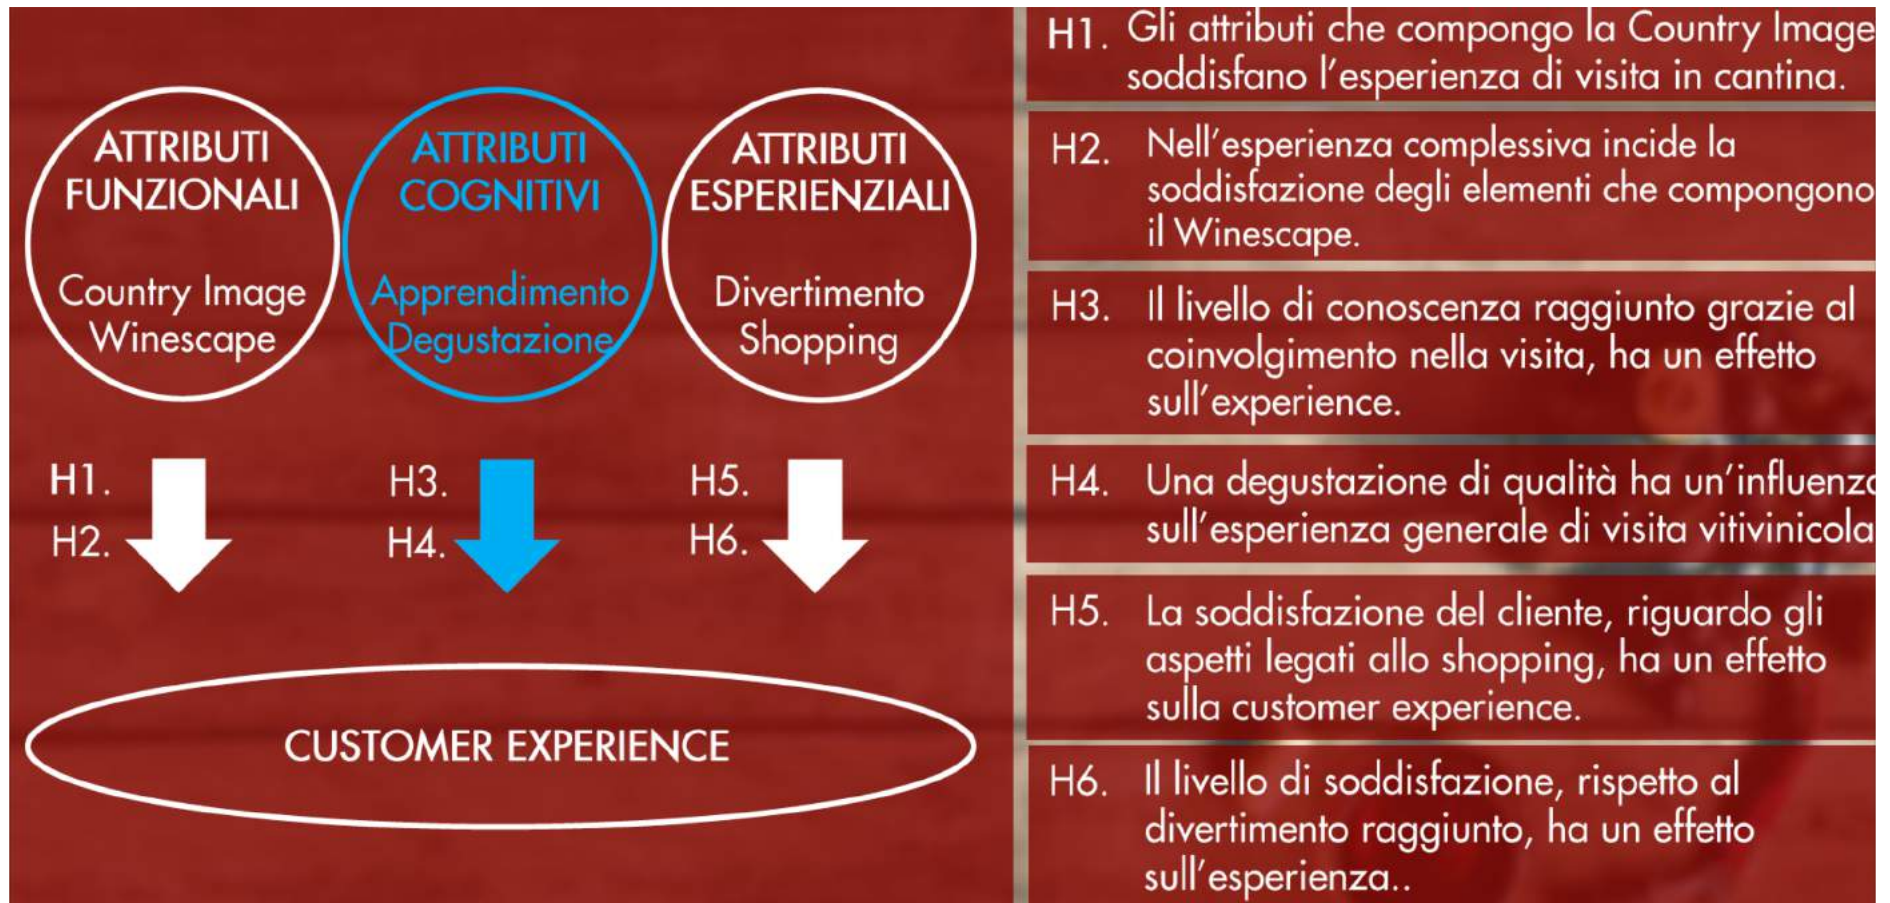 ATTRIBUTI
FUNZIONALI
Country Image
Winescape
ATTRIBUTI
COGNITIVI
Apprendimento
Degustazione
ATTRIBUTI
ESPERIENZIALI
Divertimento
Shopping
H1.
H2.
H3.
H4.
H5.
H6.
CUSTOMER EXPERIENCE
H1. Gli attributi che compongo la Country Image
soddisfano l'esperienza di visita in cantina.
H2. Nell'esperienza complessiva incide la
soddisfazione degli elementi che compongono
il Winescape.
H3. Il livello di conoscenza raggiunto grazie al
coinvolgimento nella visita, ha un effetto
sull'experience.
H4. Una degustazione di qualità ha un'influenza
sull'esperienza generale di visita vitivinicola
H5. La soddisfazione del cliente, riguardo gli
aspetti legati allo shopping, ha un effetto
sulla customer experience.
H6. Il livello di soddisfazione, rispetto al
divertimento raggiunto, ha un effetto
sull'esperienza..